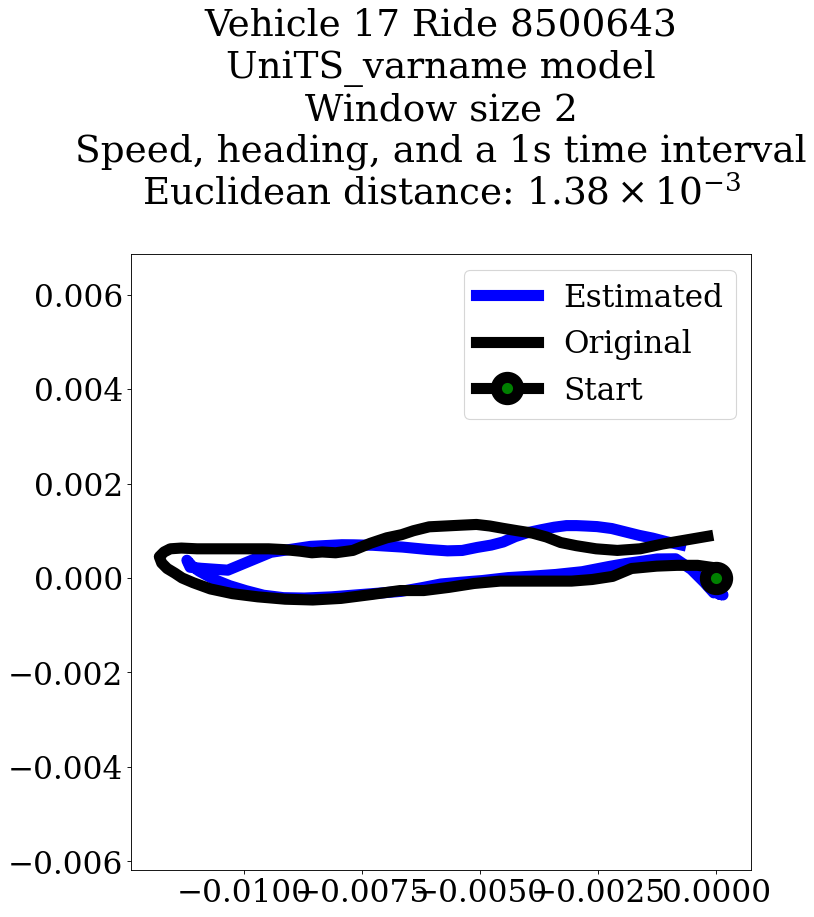 Vehicle 17 Ride 8500643
UniTS_varname model
Window size 2
Speed, heading, and a 1s time interval
Euclidean distance: 1.38 × 10⁻³
Estimated
Original
Start
0.006
0.004
0.002
0.000
−0.002
−0.004
−0.006
−0.0100 −0.0075 −0.0050 −0.0025 0.0000